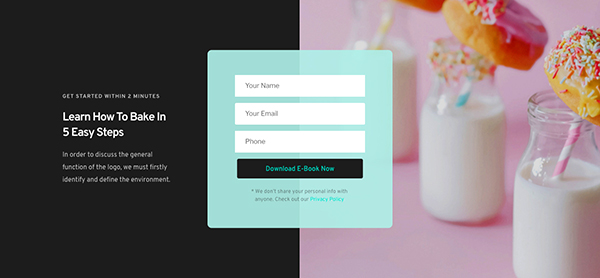 GET STARTED WITHIN 2 MINUTES
Learn How To Bake In
5 Easy Steps
In order to discuss the general
function of the logo, we must firstly
identify and define the environment.
Your Name
Your Email
Phone
Download E-Book Now
* We don't share your personal info with
anyone. Check out our Privacy Policy